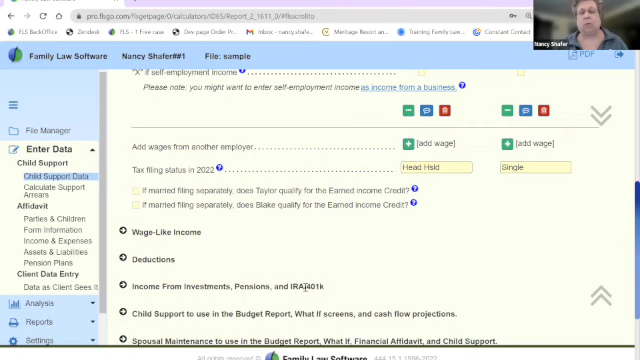 pro.flsgo.net/flsgetpage/0/calculators/ID65/Report_2_1611_0/#flsscrollto
FLS BackOffice
Zendesk
FLS - 1 Free case
Dev page Order pro...
Inbox - nancy.shafe...
Meritage Resort and...
Training Family Law...
Constant Contact
Nancy Shafer
Family Law Software
Nancy Shafer##1
File: sample
PDF
"X" if self-employment income
Please note: you might want to enter self-employment income as income from a business.
File Manager
Add wages from another employer
[add wage]
[add wage]
Enter Data
Child Support
Tax filing status in 2022
Head Hsld
Single
Child Support Data
Calculate Support Arrears
If married filing separately, does Taylor qualify for the Earned income Credit?
If married filing separately, does Blake qualify for the Earned income Credit?
Affidavit
Parties & Children
Form Information
Income & Expenses
Assets & Liabilities
Pension Plans
Wage-Like Income
Deductions
Client Data Entry
Data as Client Sees It
Income From Investments, Pensions, and IRA/401k
Analysis
Child Support to use in the Budget Report, What If screens, and cash flow projections.
Reports
Settings
Spousal Maintenance to use in the Budget Report, What If, Financial Affidavit, and Child Support.
Family Law Software
444.15.1 1996-2022